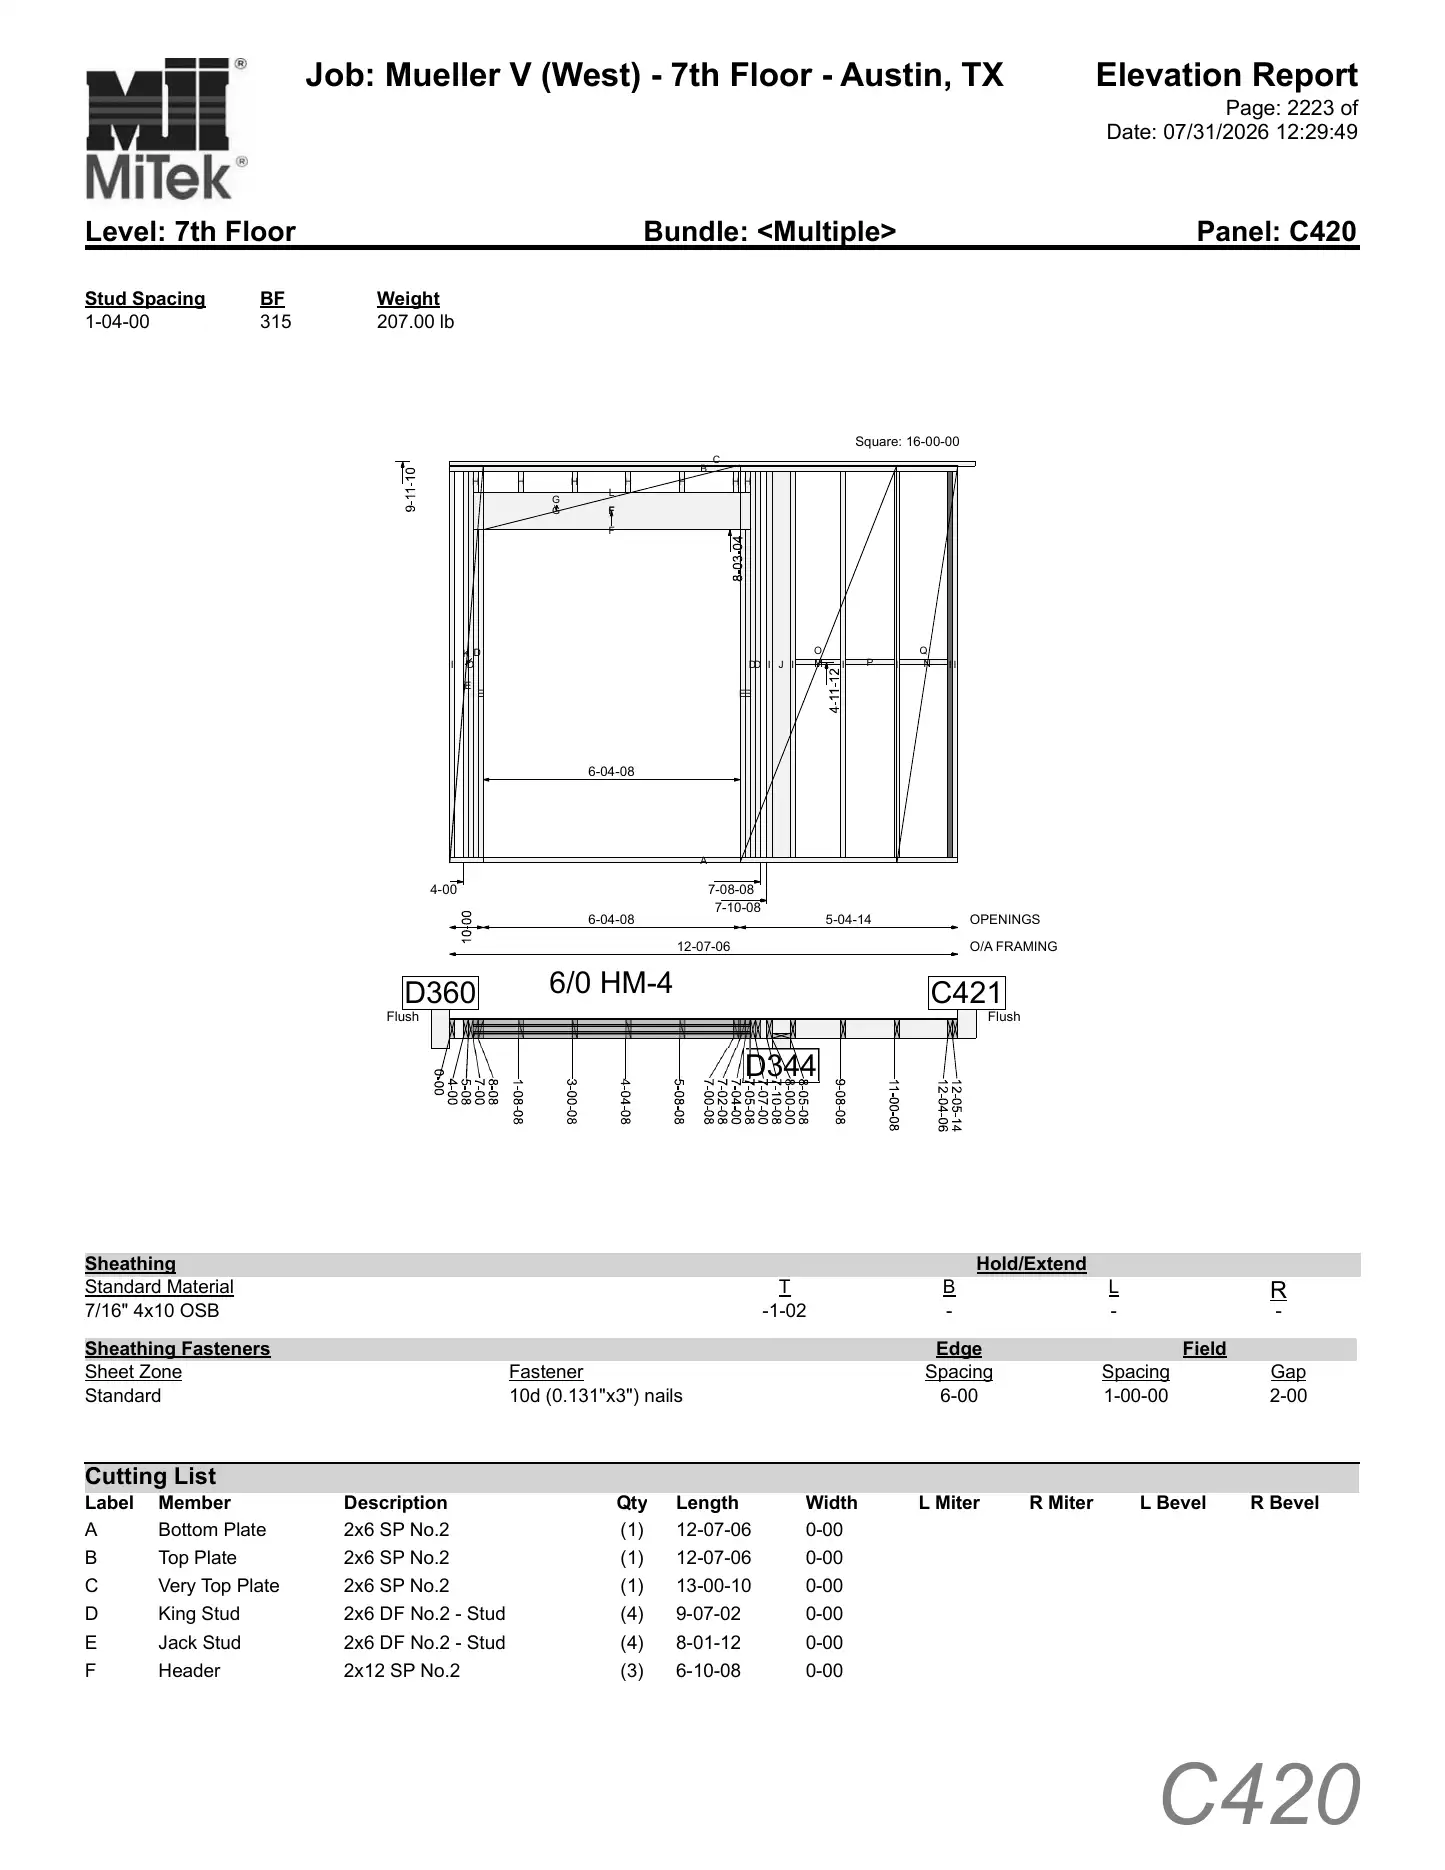 Job: Mueller V (West) - 7th Floor - Austin, TX
Elevation Report
Page: 2223 of
Date: 07/31/2026 12:29:49
MiTek®
Level: 7th Floor
Bundle: <Multiple>
Panel: C420
Stud Spacing BF Weight
1-04-00 315 207.00 lb
Square: 16-00-00
C
B
9-11-10
H H H H H H H
L
G
G
F
F
8-03-04
K D
I D
E
E
D D I J I
O
M I P
Q
N I I
4-11-12
6-04-08
A
4-00
7-08-08
7-10-08
10-00
6-04-08 5-04-14 OPENINGS
12-07-06 O/A FRAMING
6/0 HM-4
D360
C421
Flush
Flush
D344
0-00
4-00
5-08
7-00
8-08
1-08-08
3-00-08
4-04-08
5-08-08
7-00-08
7-02-08
7-04-00
7-05-08
7-07-00
7-10-08
8-00-00
8-05-08
9-08-08
11-00-08
12-04-06
12-05-14
Sheathing Hold/Extend
Standard Material T B L R
7/16" 4x10 OSB -1-02 - - -
Sheathing Fasteners Edge Field
Sheet Zone Fastener Spacing Spacing Gap
Standard 10d (0.131"x3") nails 6-00 1-00-00 2-00
Cutting List
Label Member Description Qty Length Width L Miter R Miter L Bevel R Bevel
A Bottom Plate 2x6 SP No.2 (1) 12-07-06 0-00
B Top Plate 2x6 SP No.2 (1) 12-07-06 0-00
C Very Top Plate 2x6 SP No.2 (1) 13-00-10 0-00
D King Stud 2x6 DF No.2 - Stud (4) 9-07-02 0-00
E Jack Stud 2x6 DF No.2 - Stud (4) 8-01-12 0-00
F Header 2x12 SP No.2 (3) 6-10-08 0-00
C420